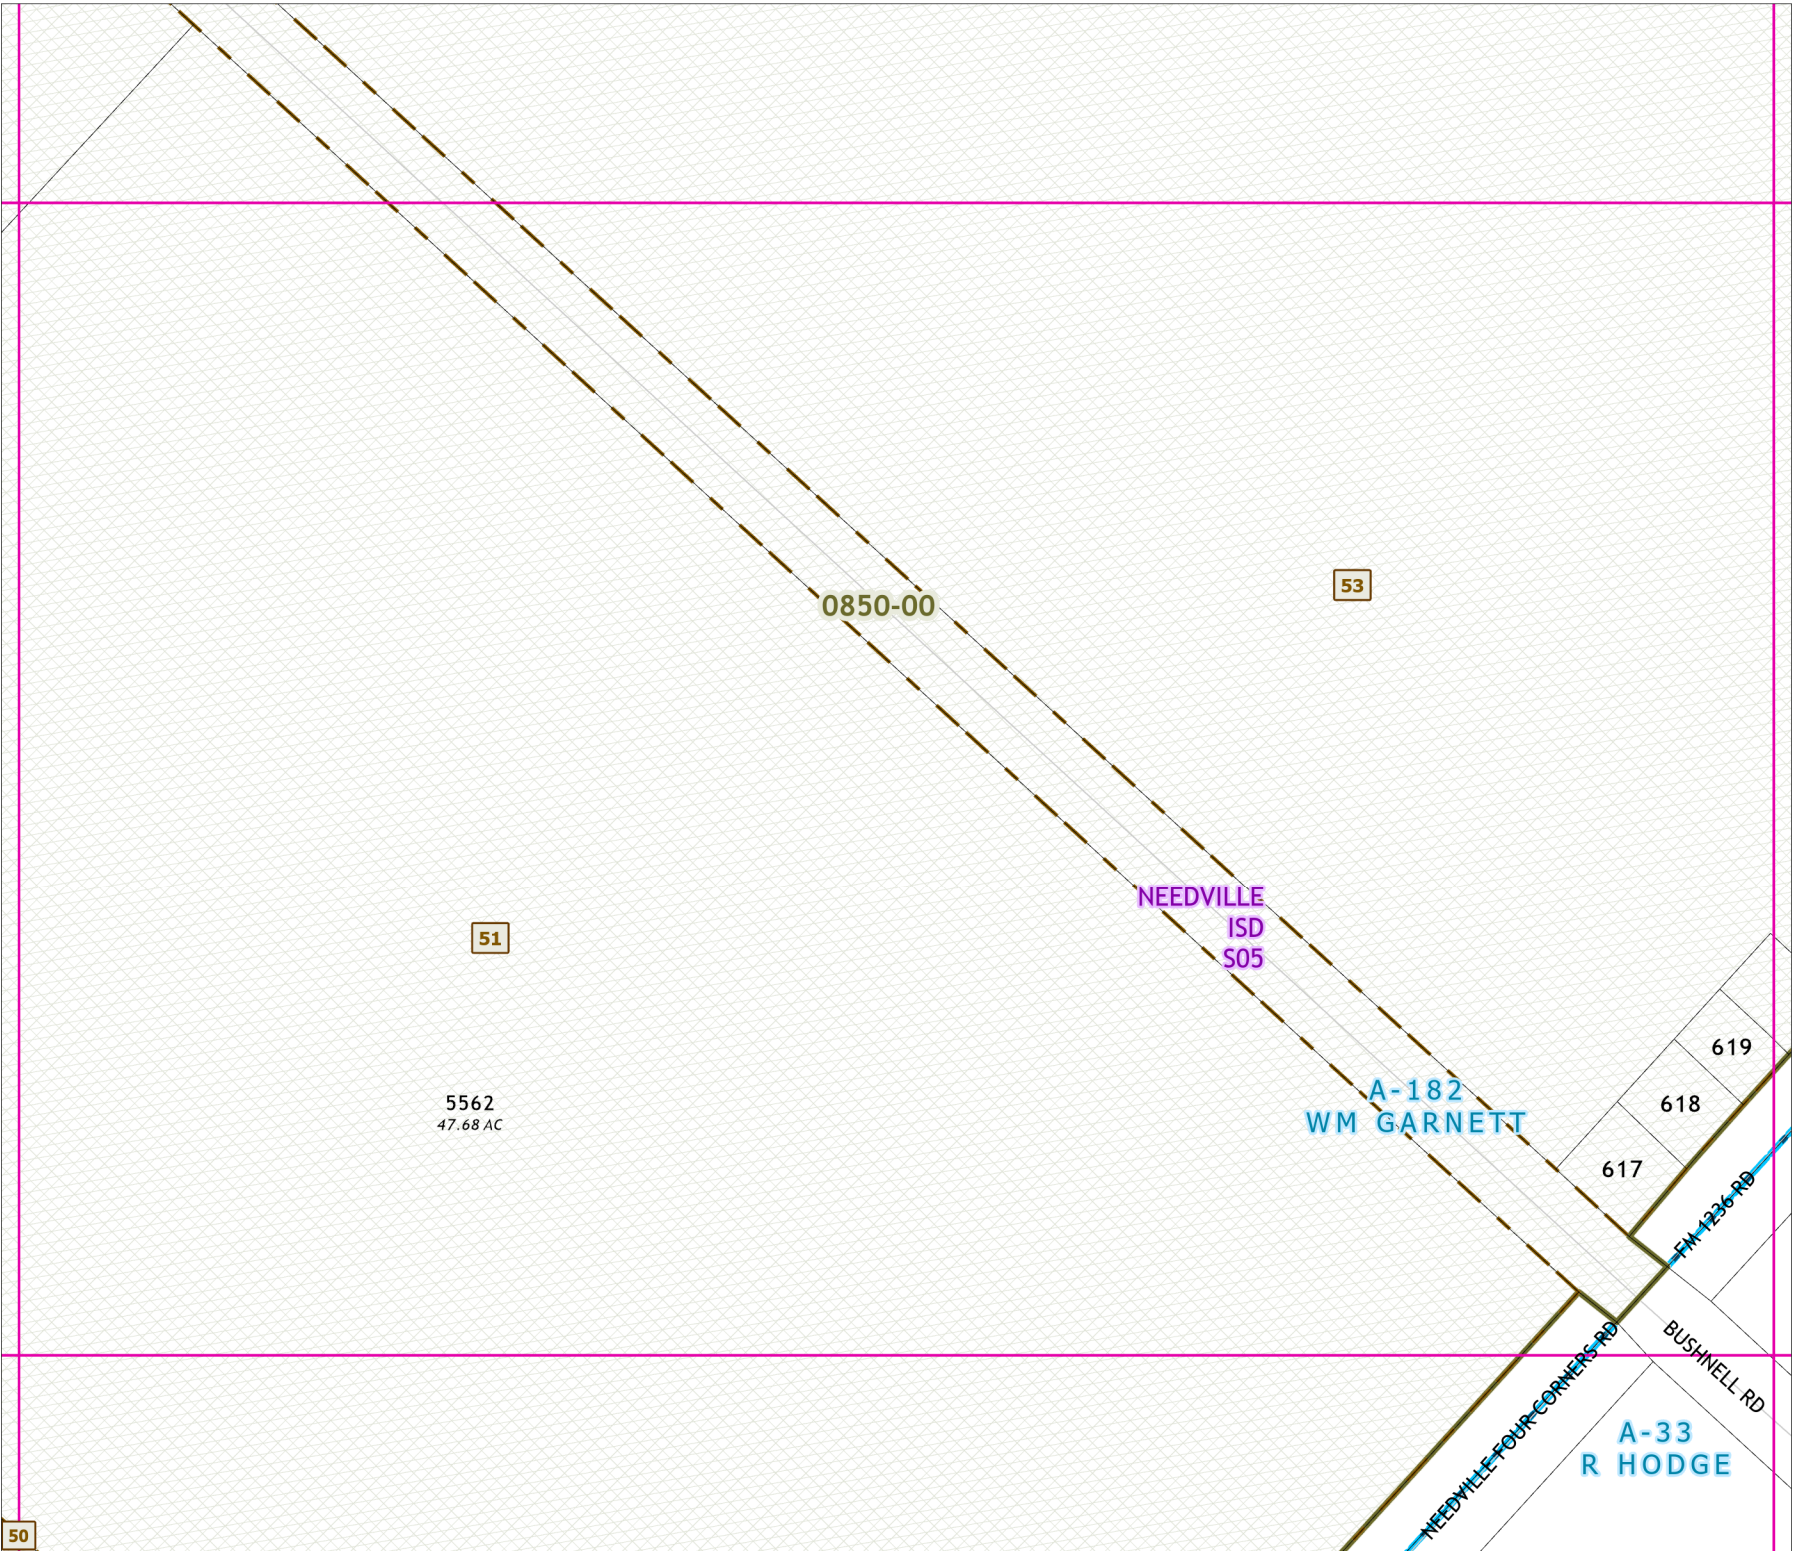 53
0850-00
NEEDVILLE
ISD
S05
51
619
A-182
WM GARNETT
5562
47.68 AC
618
617
FM 1236 RD
BUSHNELL RD
NEEDVILLE FOUR CORNERS RD
A-33
R HODGE
50